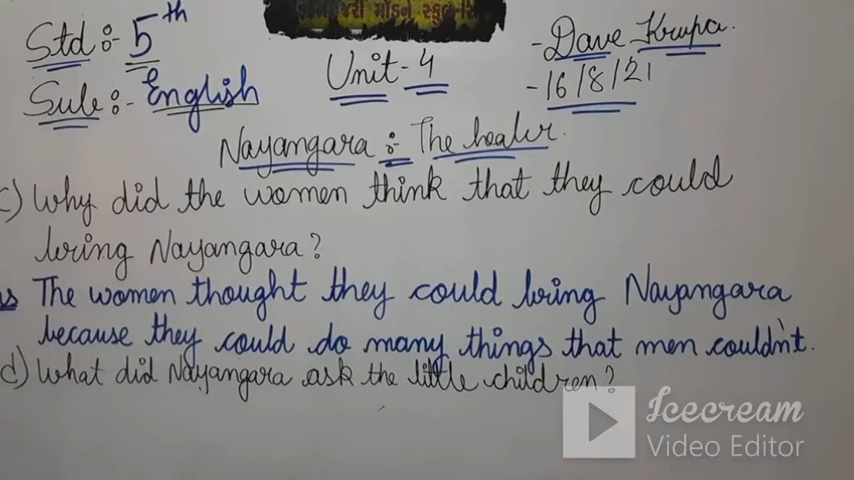 મોડર્ન સ્કૂલ
Std :- 5th
Unit - 4
- Dave Krupa.
Sub :- English
- 16/8/21
Nayangara :- The healer.
c) Why did the women think that they could
bring Nayangara?
The women thought they could bring Nayangara
because they could do many things that men couldn't.
d) What did Nayangara ask the little children?
Icecream
Video Editor